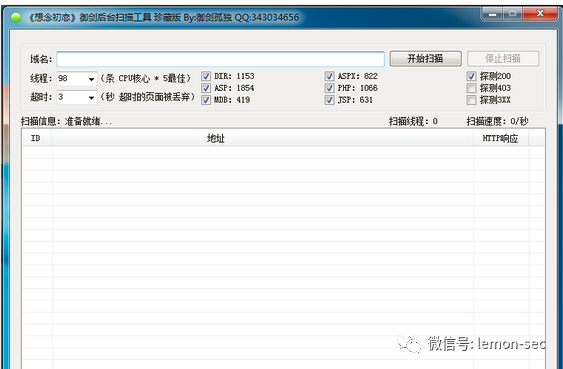 《想念初恋》御剑后台扫描工具 珍藏版 By:御剑孤独 QQ:343034656
域名: 开始扫描 停止扫描
线程: 98 (条 CPU核心 * 5最佳) DIR: 1153 ASPX: 822 探测200
ASP: 1854 PHP: 1066 探测403
超时: 3 (秒 超时的页面被丢弃) MDB: 419 JSP: 631 探测3XX
扫描信息: 准备就绪... 扫描线程: 0 扫描速度: 0/秒
ID 地址 HTTP响应
微信号: lemon-sec